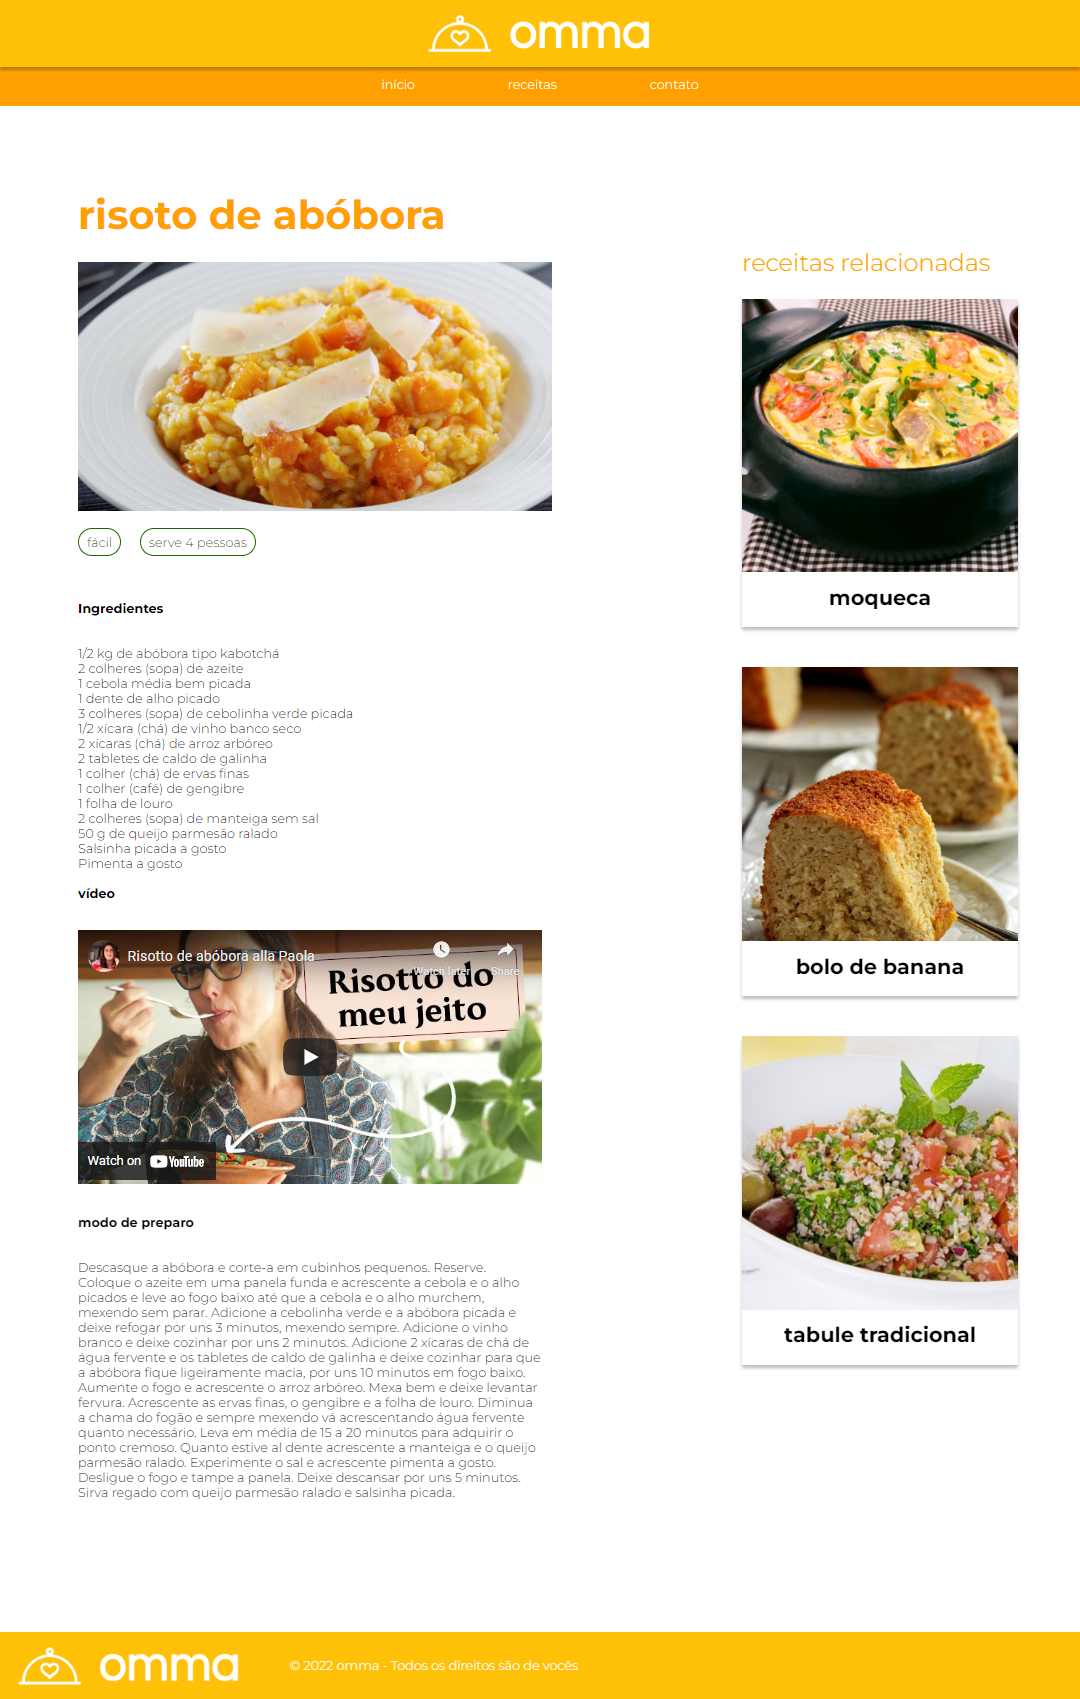 omma
início
receitas
contato
risoto de abóbora
fácil
serve 4 pessoas
Ingredientes
1/2 kg de abóbora tipo kabotchá
2 colheres (sopa) de azeite
1 cebola média bem picada
1 dente de alho picado
3 colheres (sopa) de cebolinha verde picada
1/2 xícara (chá) de vinho banco seco
2 xícaras (chá) de arroz arbóreo
2 tabletes de caldo de galinha
1 colher (chá) de ervas finas
1 colher (café) de gengibre
1 folha de louro
2 colheres (sopa) de manteiga sem sal
50 g de queijo parmesão ralado
Salsinha picada a gosto
Pimenta a gosto
vídeo
Risotto de abóbora alla Paola
Watch later
Share
Risotto do
meu jeito
Watch on YouTube
modo de preparo
Descasque a abóbora e corte-a em cubinhos pequenos. Reserve.
Coloque o azeite em uma panela funda e acrescente a cebola e o alho
picados e leve ao fogo baixo até que a cebola e o alho murchem,
mexendo sem parar. Adicione a cebolinha verde e a abóbora picada e
deixe refogar por uns 3 minutos, mexendo sempre. Adicione o vinho
branco e deixe cozinhar por uns 2 minutos. Adicione 2 xícaras de chá de
água fervente e os tabletes de caldo de galinha e deixe cozinhar para que
a abóbora fique ligeiramente macia, por uns 10 minutos em fogo baixo.
Aumente o fogo e acrescente o arroz arbóreo. Mexa bem e deixe levantar
fervura. Acrescente as ervas finas, o gengibre e a folha de louro. Diminua
a chama do fogão e sempre mexendo vá acrescentando água fervente
quanto necessário. Leva em média de 15 a 20 minutos para adquirir o
ponto cremoso. Quanto estive al dente acrescente a manteiga e o queijo
parmesão ralado. Experimente o sal e acrescente pimenta a gosto.
Desligue o fogo e tampe a panela. Deixe descansar por uns 5 minutos.
Sirva regado com queijo parmesão ralado e salsinha picada.
receitas relacionadas
moqueca
bolo de banana
tabule tradicional
omma
© 2022 omma - Todos os direitos são de vocês